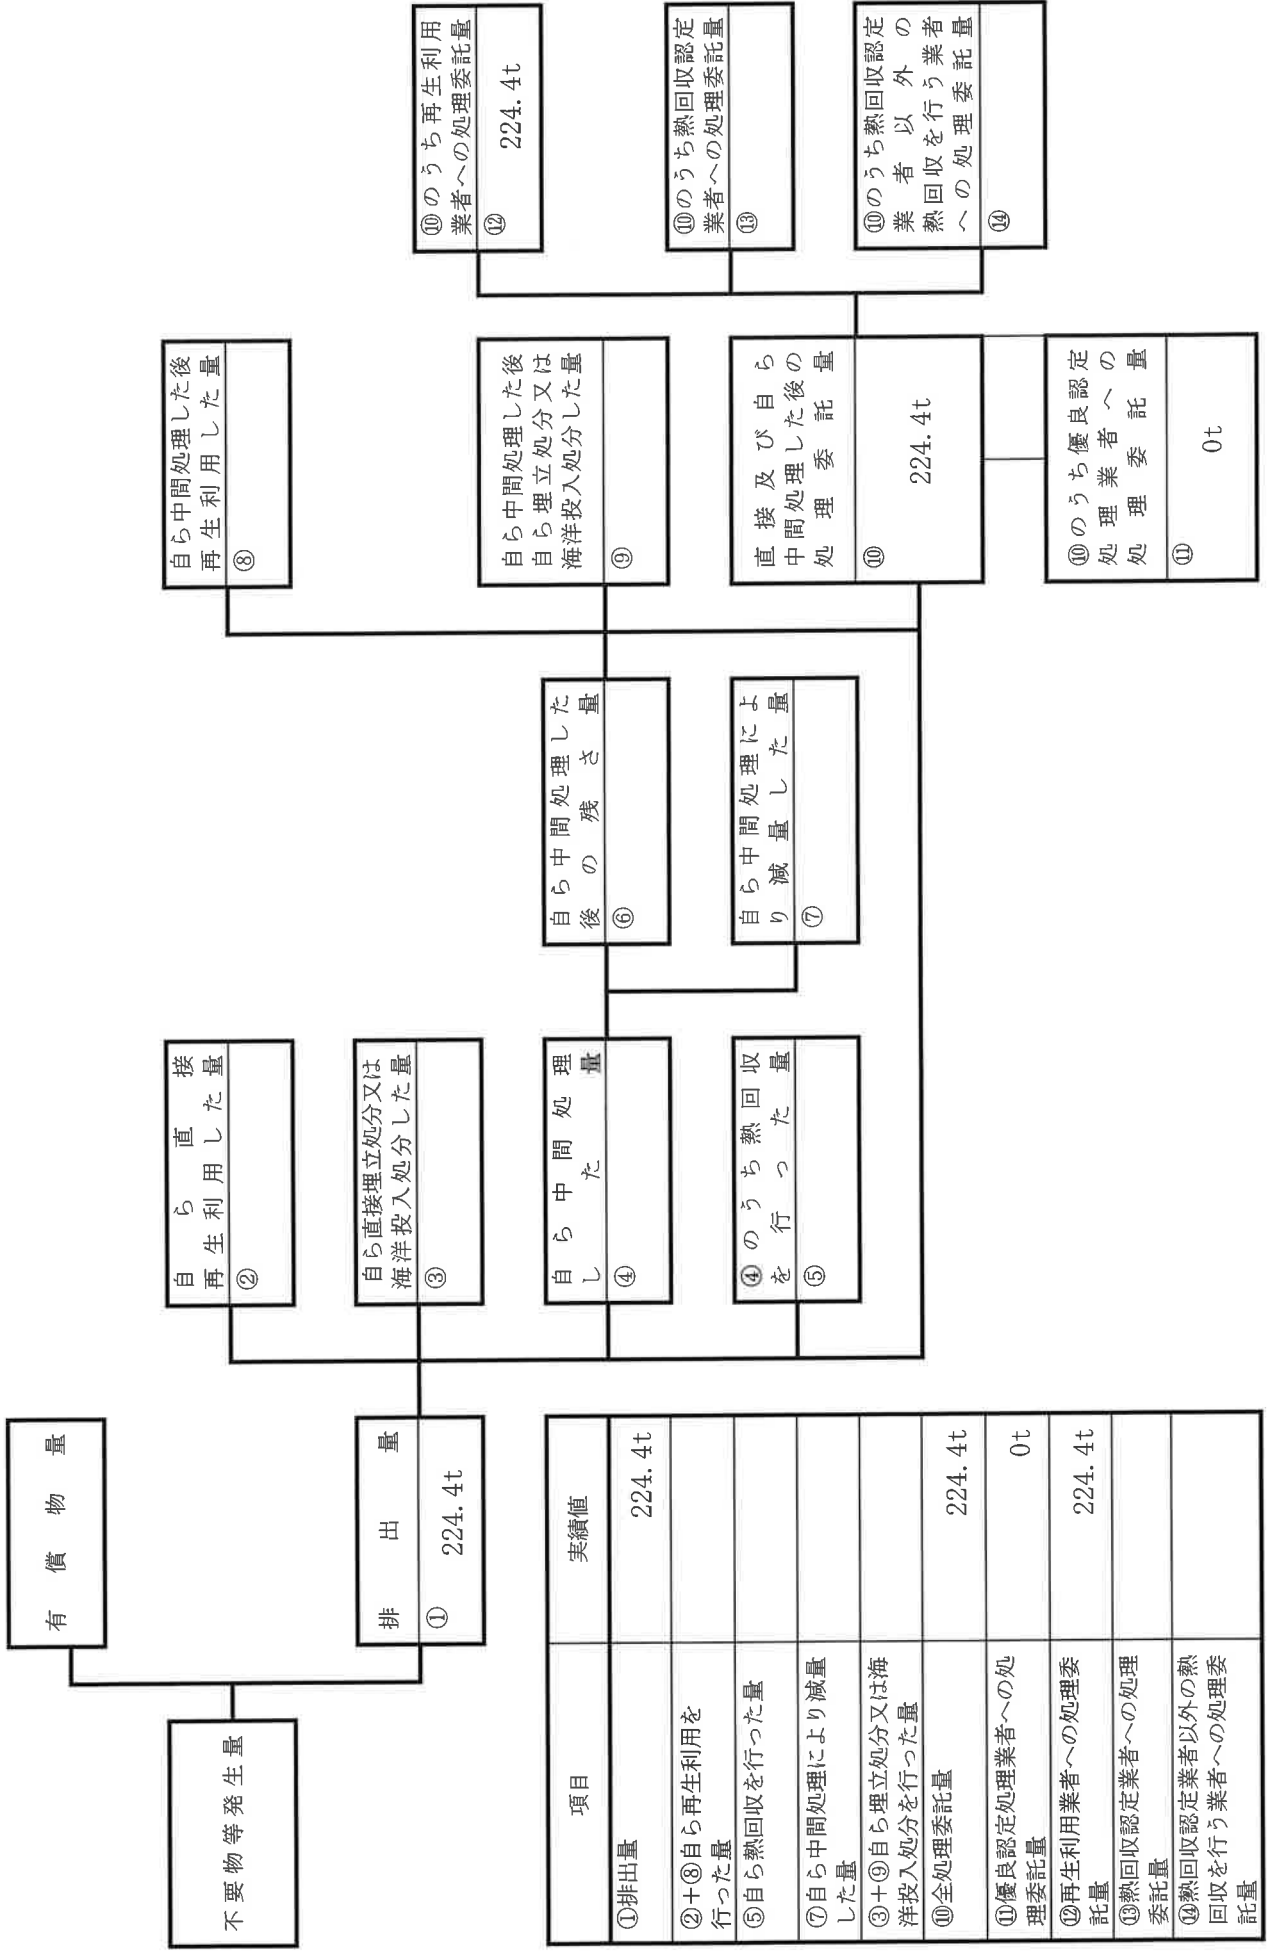 不要物等発生量
有償物量
排出量
① 224.4t
自ら直接
再生利用した量
②
自ら直接埋立処分又は
海洋投入処分した量
③
自ら中間処理
した量
④
④のうち熱回収
を行った量
⑤
自ら中間処理した
後の残さ量
⑥
自ら中間処理によ
り減量した量
⑦
自ら中間処理した後
再生利用した量
⑧
自ら中間処理した後
自ら埋立処分又は
海洋投入処分した量
⑨
直接及び自ら
中間処理した後の
処理委託量
⑩
224.4t
⑩のうち優良認定
処理業者への
処理委託量
⑪
0t
⑩のうち再生利用
業者への処理委託量
⑫
224.4t
⑩のうち熱回収認定
業者への処理委託量
⑬
⑩のうち熱回収認定
業者以外の
熱回収を行う業者
への処理委託量
⑭
項目 実績値
①排出量 224.4t
②+⑧自ら再生利用を
行った量
⑤自ら熱回収を行った量
⑦自ら中間処理により減量
した量
③+⑨自ら埋立処分又は海
洋投入処分を行った量
⑩全処理委託量 224.4t
⑪優良認定処理業者への処
理委託量 0t
⑫再生利用業者への処理委
託量 224.4t
⑬熱回収認定業者への処理
委託量
⑭熱回収認定業者以外の熱
回収を行う業者への処理委
託量